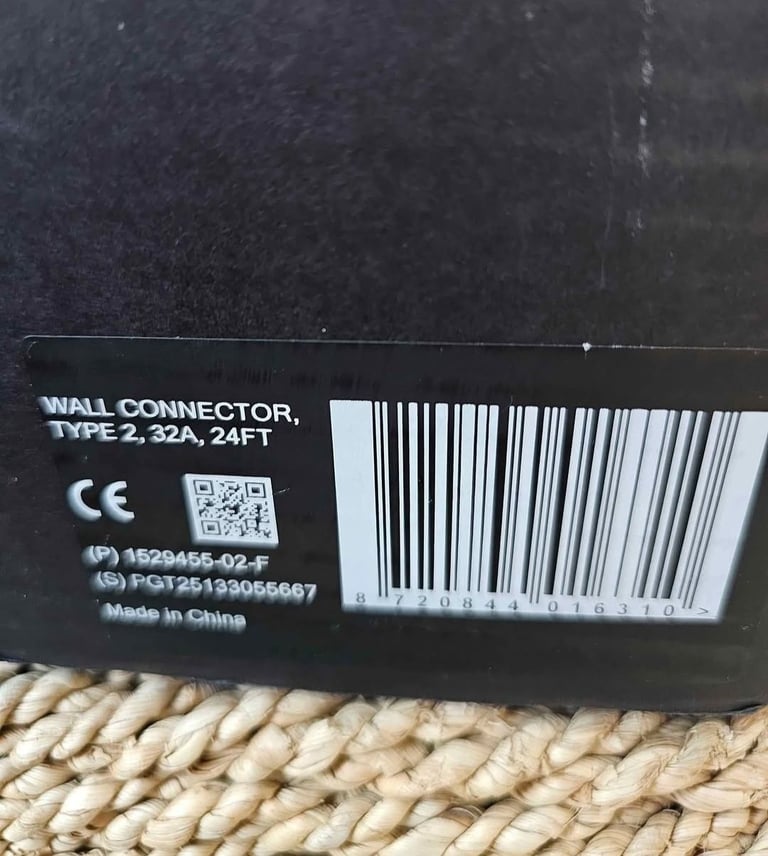 WALL CONNECTOR,
TYPE 2, 32A, 24FT
CE
(P) 1529455-02-F
(S) PGT25133055667
Made in China
8 720844 016310 >